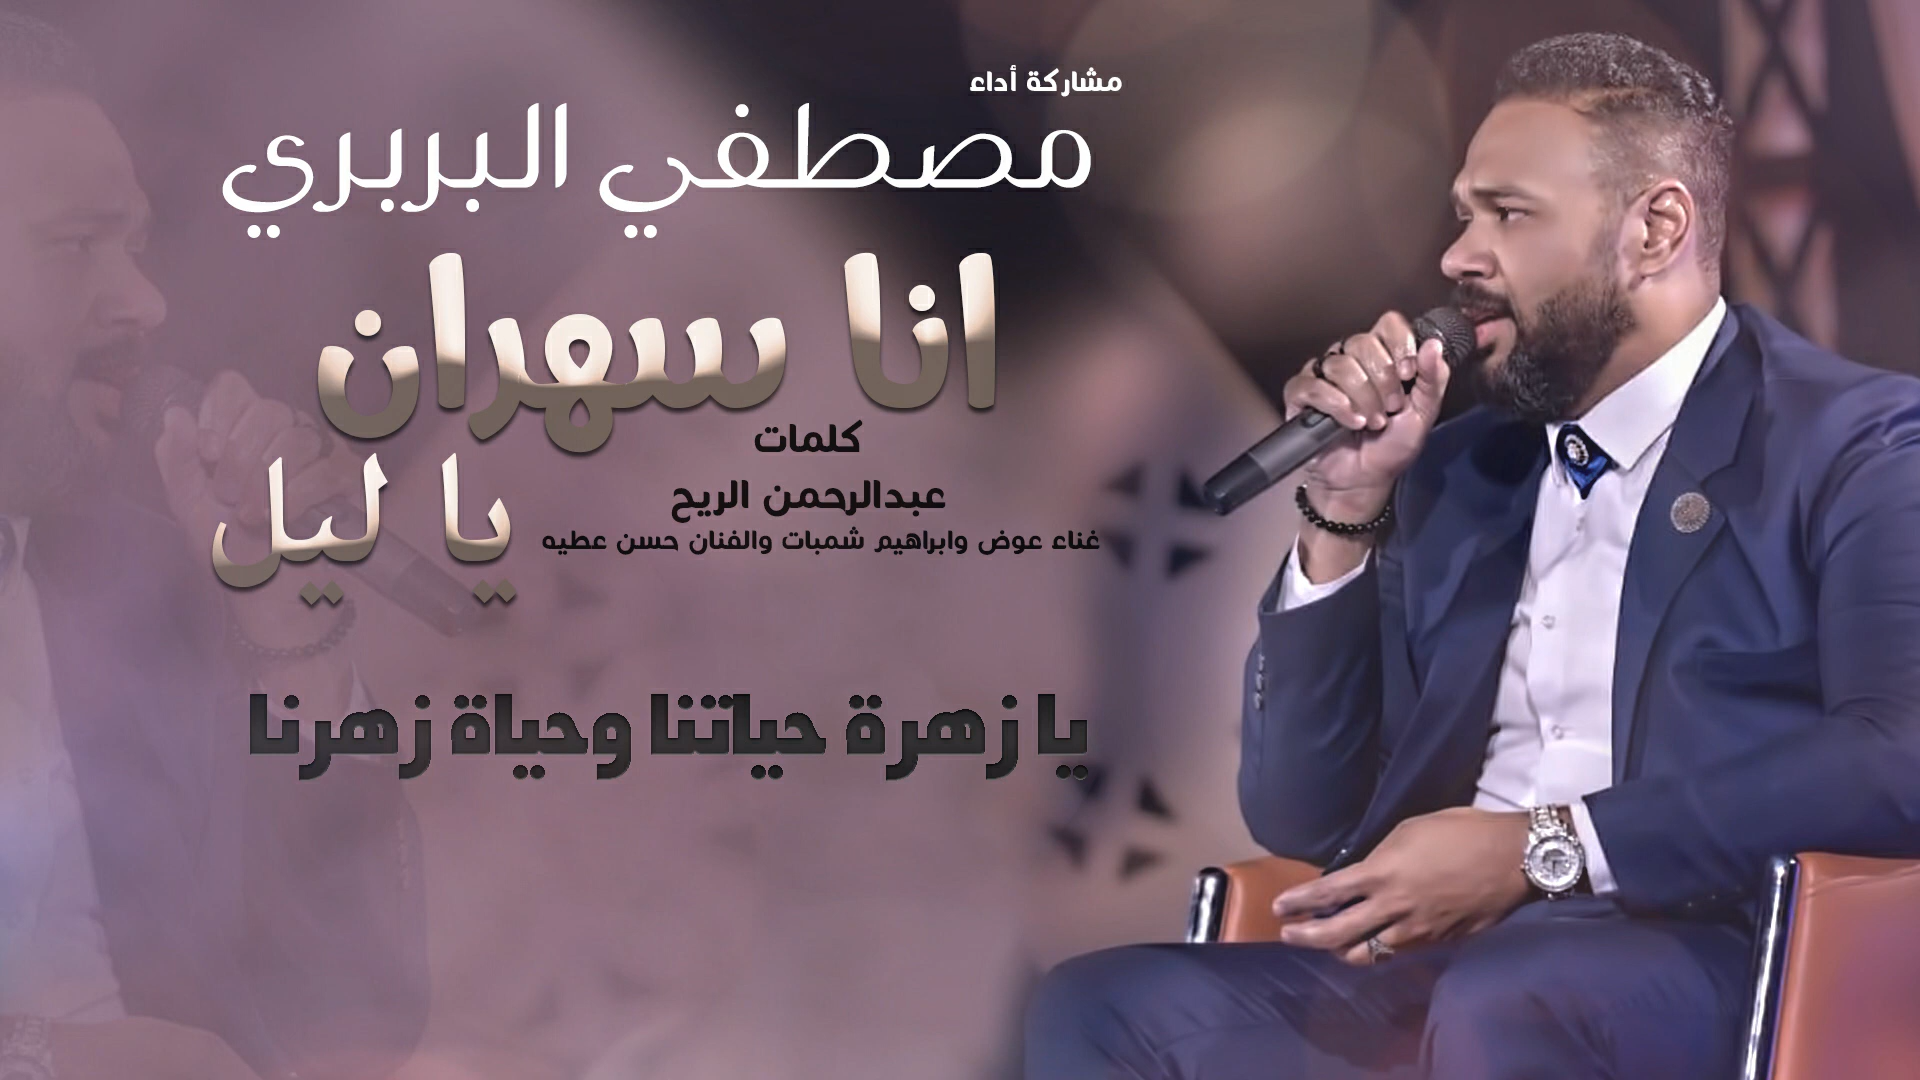 مشاركة أداء
مصطفي البربري
انا سهران
يا ليل
كلمات
عبدالرحمن الريح
غناء عوض وابراهيم شمبات والفنان حسن عطيه
يا زهرة حياتنا وحياة زهرنا